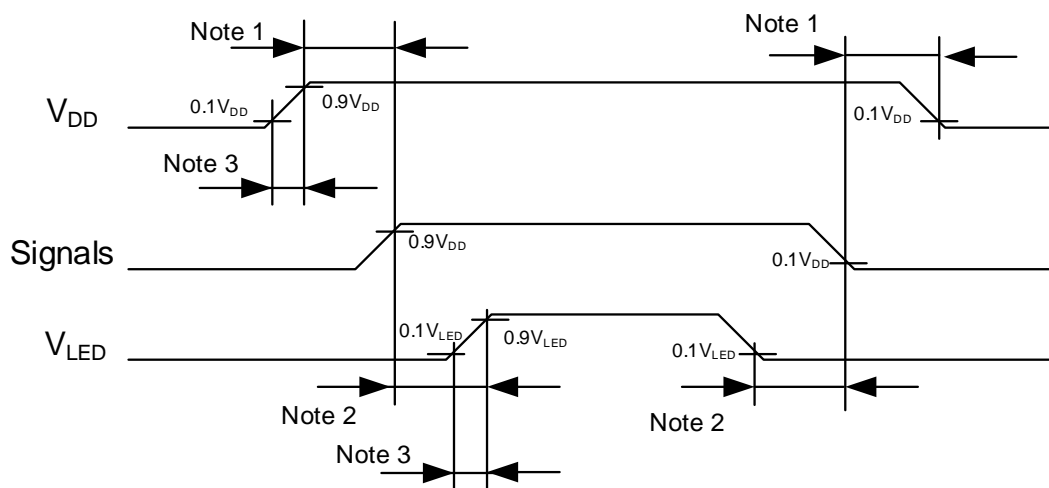 Note 1
Note 1
0.1VDD
0.9VDD
0.1VDD
VDD
Note 3
Signals
0.9VDD
0.1VDD
0.1VLED
0.9VLED
0.1VLED
VLED
Note 2
Note 2
Note 3